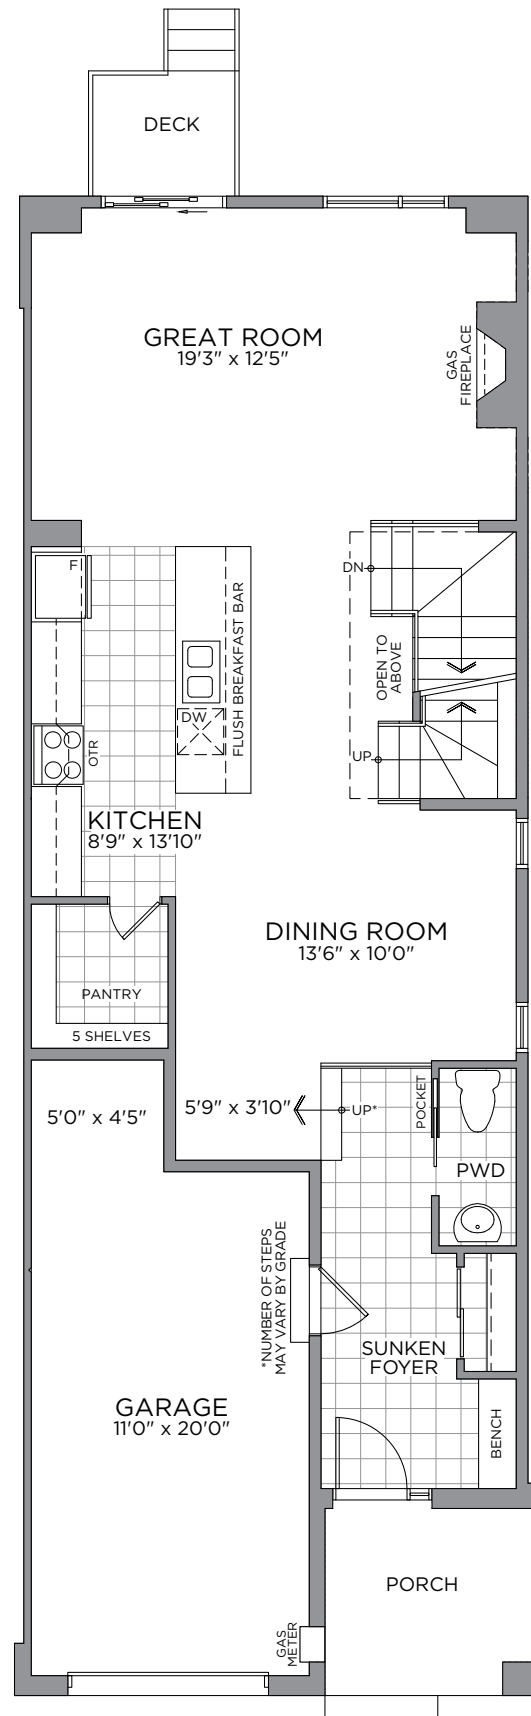 DECK
GREAT ROOM
19'3" x 12'5"
GAS
FIREPLACE
F
DN
OPEN TO
ABOVE
FLUSH BREAKFAST BAR
DW
OTR
UP
KITCHEN
8'9" x 13'10"
DINING ROOM
13'6" x 10'0"
PANTRY
5 SHELVES
5'0" x 4'5"
5'9" x 3'10"
UP*
POCKET
PWD
*NUMBER OF STEPS
MAY VARY BY GRADE
SUNKEN
FOYER
GARAGE
11'0" x 20'0"
BENCH
PORCH
GAS
METER